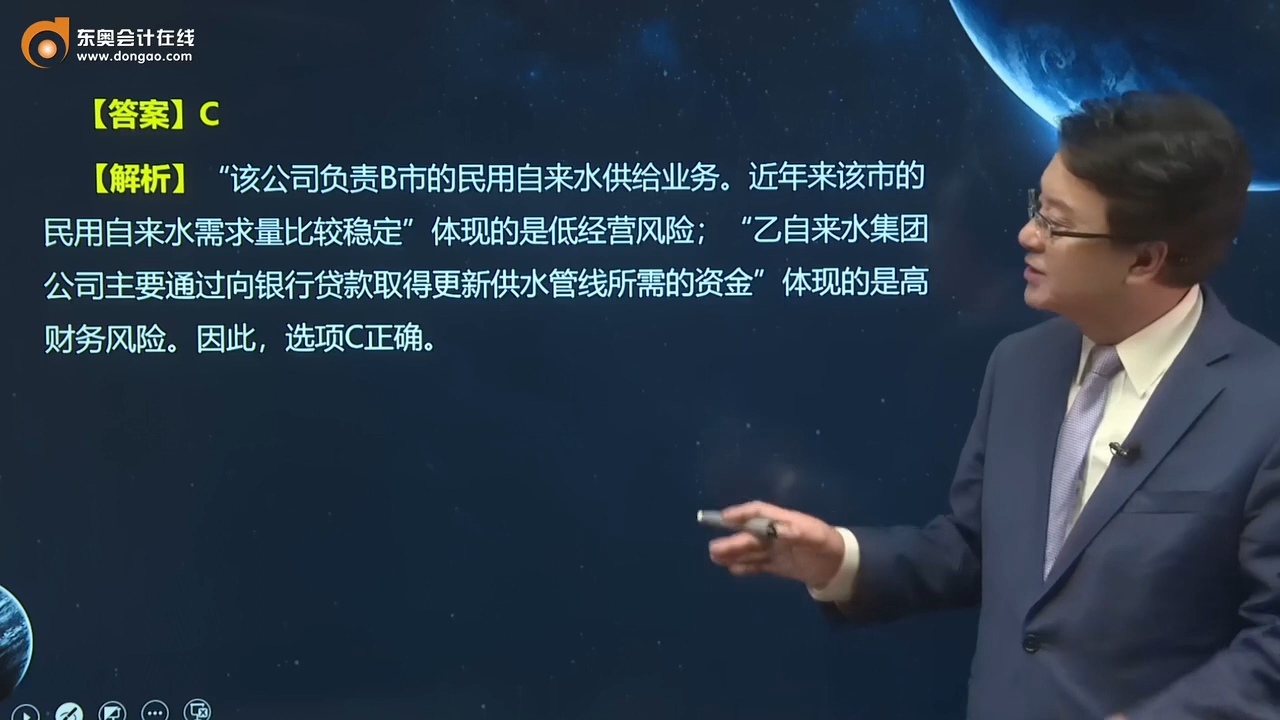 东奥会计在线
www.dongao.com
【答案】C
【解析】“该公司负责B市的民用自来水供给业务。近年来该市的
民用自来水需求量比较稳定”体现的是低经营风险；“乙自来水集团
公司主要通过向银行贷款取得更新供水管线所需的资金”体现的是高
财务风险。因此，选项C正确。